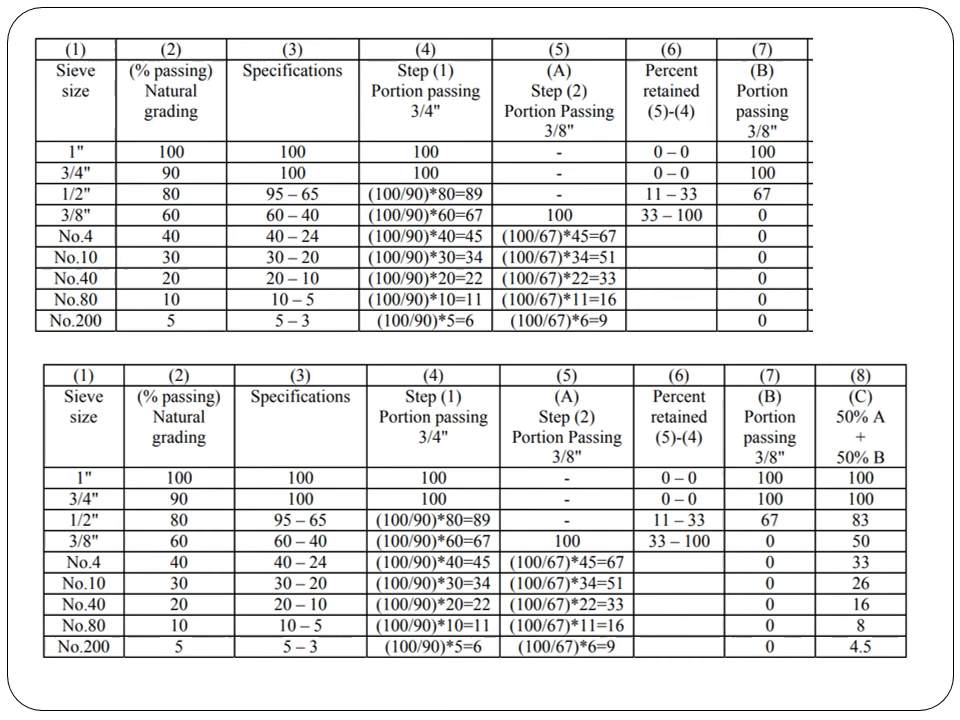 (1) (2) (3) (4) (5) (6) (7)
Sieve (% passing) Specifications Step (1) (A) Percent (B)
size Natural Portion passing Step (2) retained Portion
grading 3/4" Portion Passing (5)-(4) passing
3/8" 3/8"
1" 100 100 100 - 0 – 0 100
3/4" 90 100 100 - 0 – 0 100
1/2" 80 95 – 65 (100/90)*80=89 - 11 – 33 67
3/8" 60 60 – 40 (100/90)*60=67 100 33 – 100 0
No.4 40 40 – 24 (100/90)*40=45 (100/67)*45=67 0
No.10 30 30 – 20 (100/90)*30=34 (100/67)*34=51 0
No.40 20 20 – 10 (100/90)*20=22 (100/67)*22=33 0
No.80 10 10 – 5 (100/90)*10=11 (100/67)*11=16 0
No.200 5 5 – 3 (100/90)*5=6 (100/67)*6=9 0
(1) (2) (3) (4) (5) (6) (7) (8)
Sieve (% passing) Specifications Step (1) (A) Percent (B) (C)
size Natural Portion passing Step (2) retained Portion 50% A
grading 3/4" Portion Passing (5)-(4) passing +
3/8" 3/8" 50% B
1" 100 100 100 - 0 – 0 100 100
3/4" 90 100 100 - 0 – 0 100 100
1/2" 80 95 – 65 (100/90)*80=89 - 11 – 33 67 83
3/8" 60 60 – 40 (100/90)*60=67 100 33 – 100 0 50
No.4 40 40 – 24 (100/90)*40=45 (100/67)*45=67 0 33
No.10 30 30 – 20 (100/90)*30=34 (100/67)*34=51 0 26
No.40 20 20 – 10 (100/90)*20=22 (100/67)*22=33 0 16
No.80 10 10 – 5 (100/90)*10=11 (100/67)*11=16 0 8
No.200 5 5 – 3 (100/90)*5=6 (100/67)*6=9 0 4.5